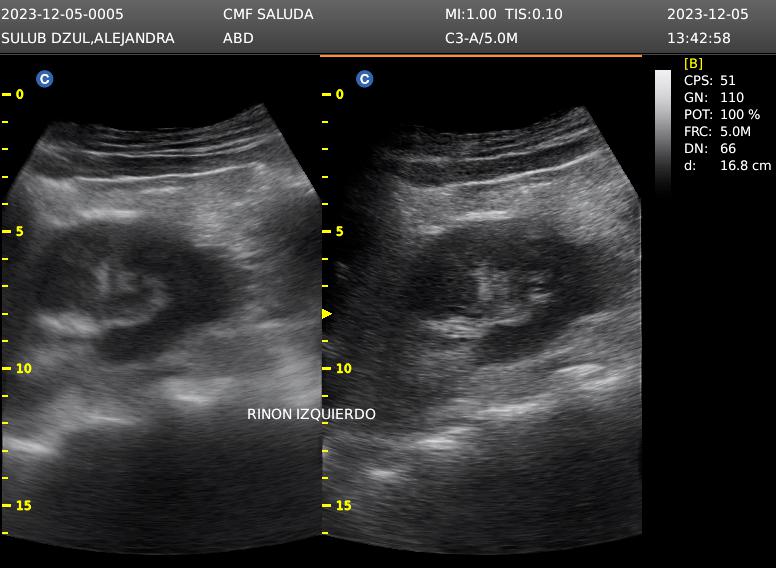 2023-12-05-0005 CMF SALUDA MI:1.00 TIS:0.10 2023-12-05
SULUB DZUL,ALEJANDRA ABD C3-A/5.0M 13:42:58
C C
[B]
CPS: 51
GN: 110
POT: 100 %
FRC: 5.0M
DN: 66
d: 16.8 cm
0 0
5 5
10 10
RINON IZQUIERDO
15 15